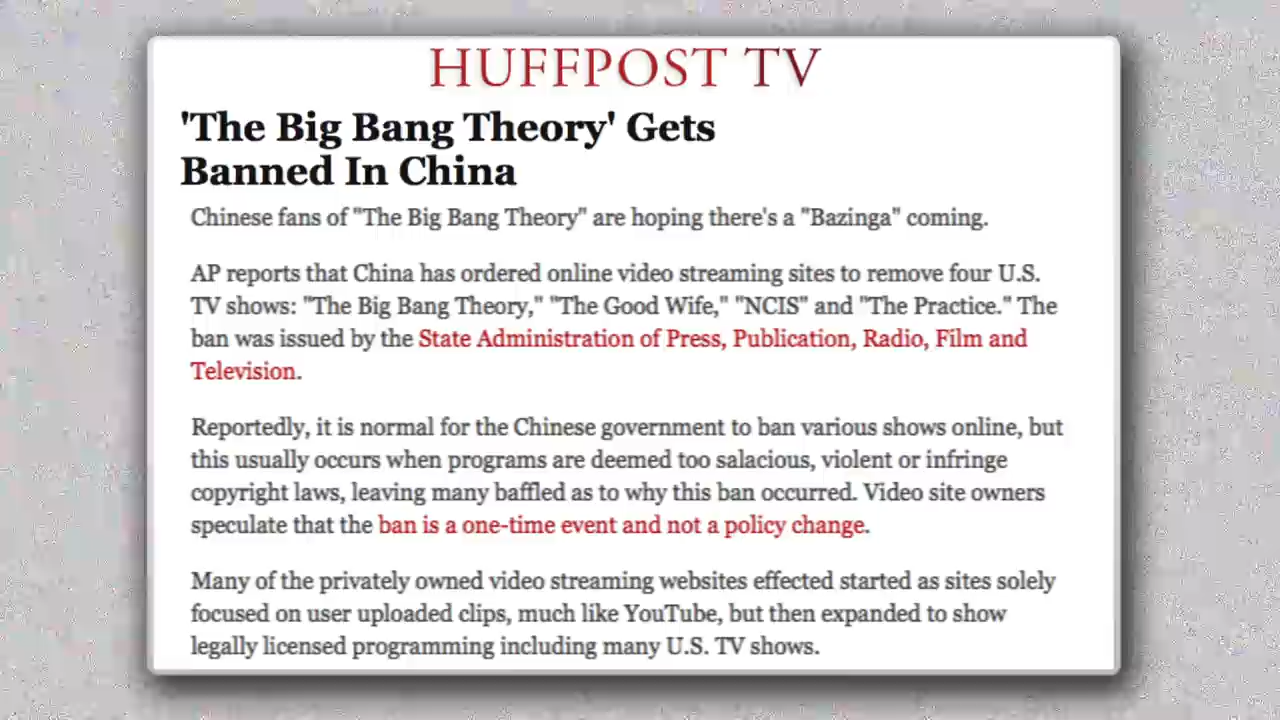 HUFFPOST TV
'The Big Bang Theory' Gets
Banned In China
Chinese fans of "The Big Bang Theory" are hoping there's a "Bazinga" coming.
AP reports that China has ordered online video streaming sites to remove four U.S.
TV shows: "The Big Bang Theory," "The Good Wife," "NCIS" and "The Practice." The
ban was issued by the State Administration of Press, Publication, Radio, Film and
Television.
Reportedly, it is normal for the Chinese government to ban various shows online, but
this usually occurs when programs are deemed too salacious, violent or infringe
copyright laws, leaving many baffled as to why this ban occurred. Video site owners
speculate that the ban is a one-time event and not a policy change.
Many of the privately owned video streaming websites effected started as sites solely
focused on user uploaded clips, much like YouTube, but then expanded to show
legally licensed programming including many U.S. TV shows.